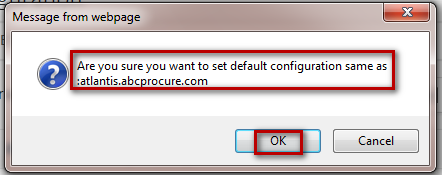 Message from webpage
Are you sure you want to set default configuration same as
:atlantis.abcprocure.com
OK
Cancel